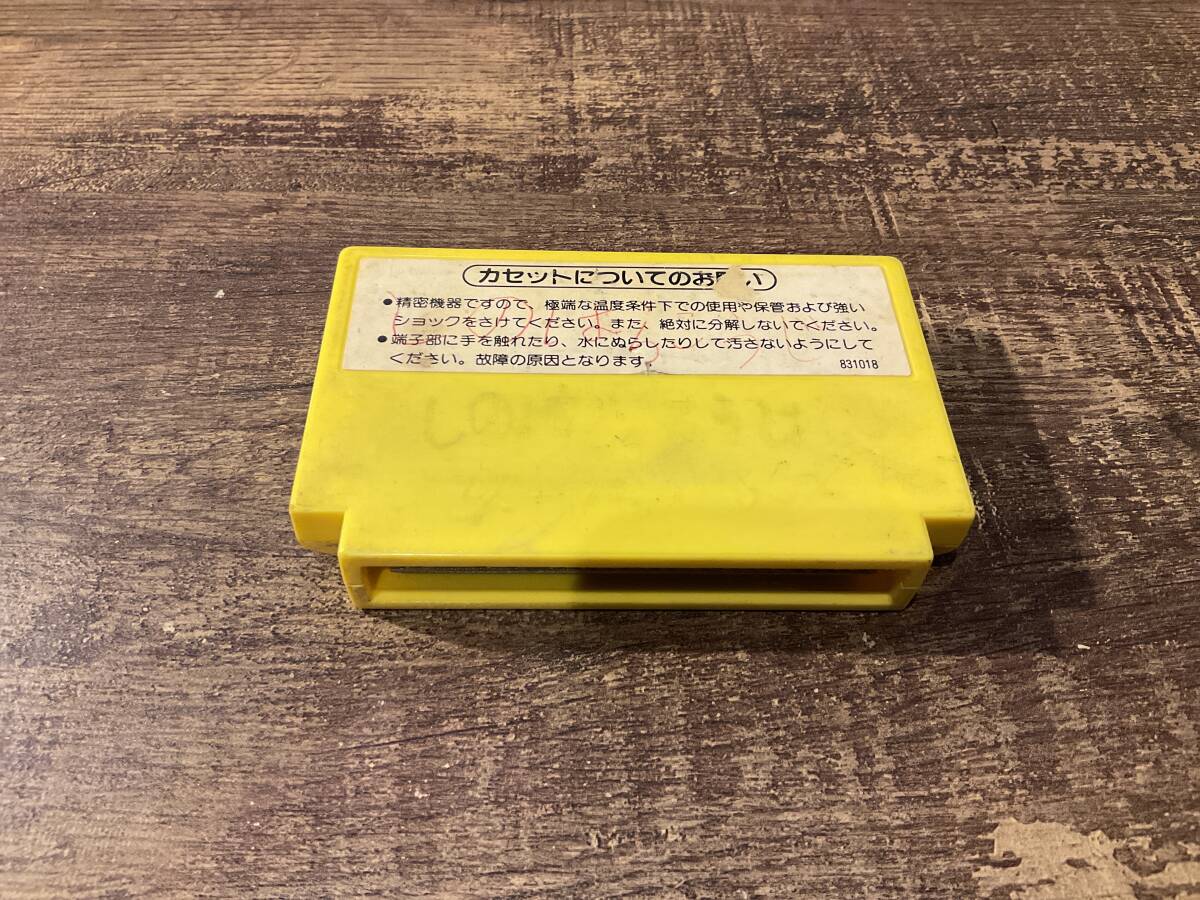 カセットについてのお い
●精密機器ですので、極端な温度条件下での使用や保管および強い
ショックをさけてください。また、絶対に分解しないでください。
●端子部に手を触れたり、水にぬらしたりして汚さないようにして
ください。故障の原因となります。
831018